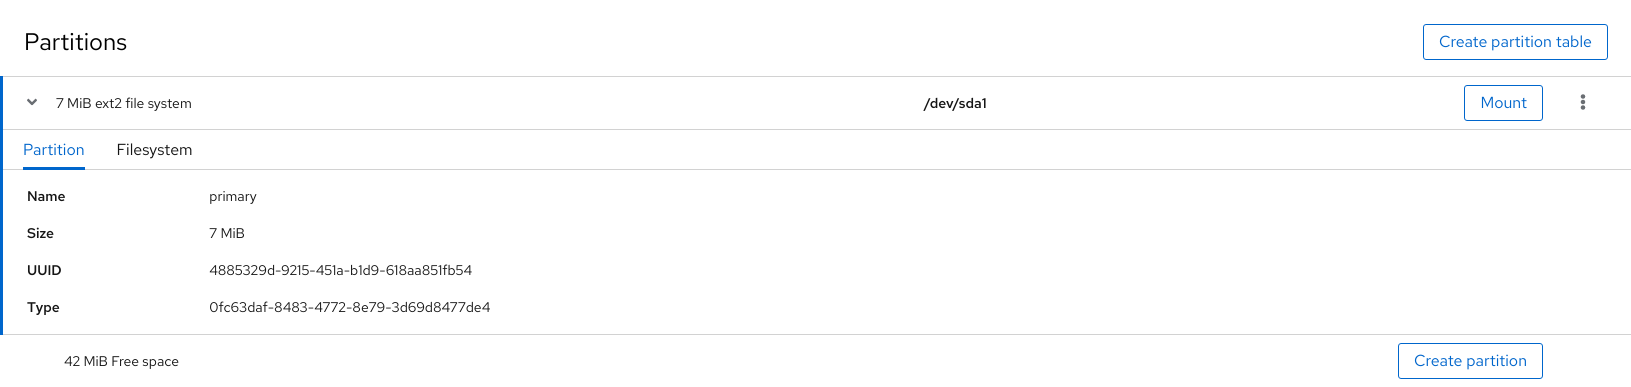 Partitions
Create partition table
7 MiB ext2 file system /dev/sda1 Mount
Partition Filesystem
Name primary
Size 7 MiB
UUID 4885329d-9215-451a-b1d9-618aa851fb54
Type 0fc63daf-8483-4772-8e79-3d69d8477de4
42 MiB Free space Create partition